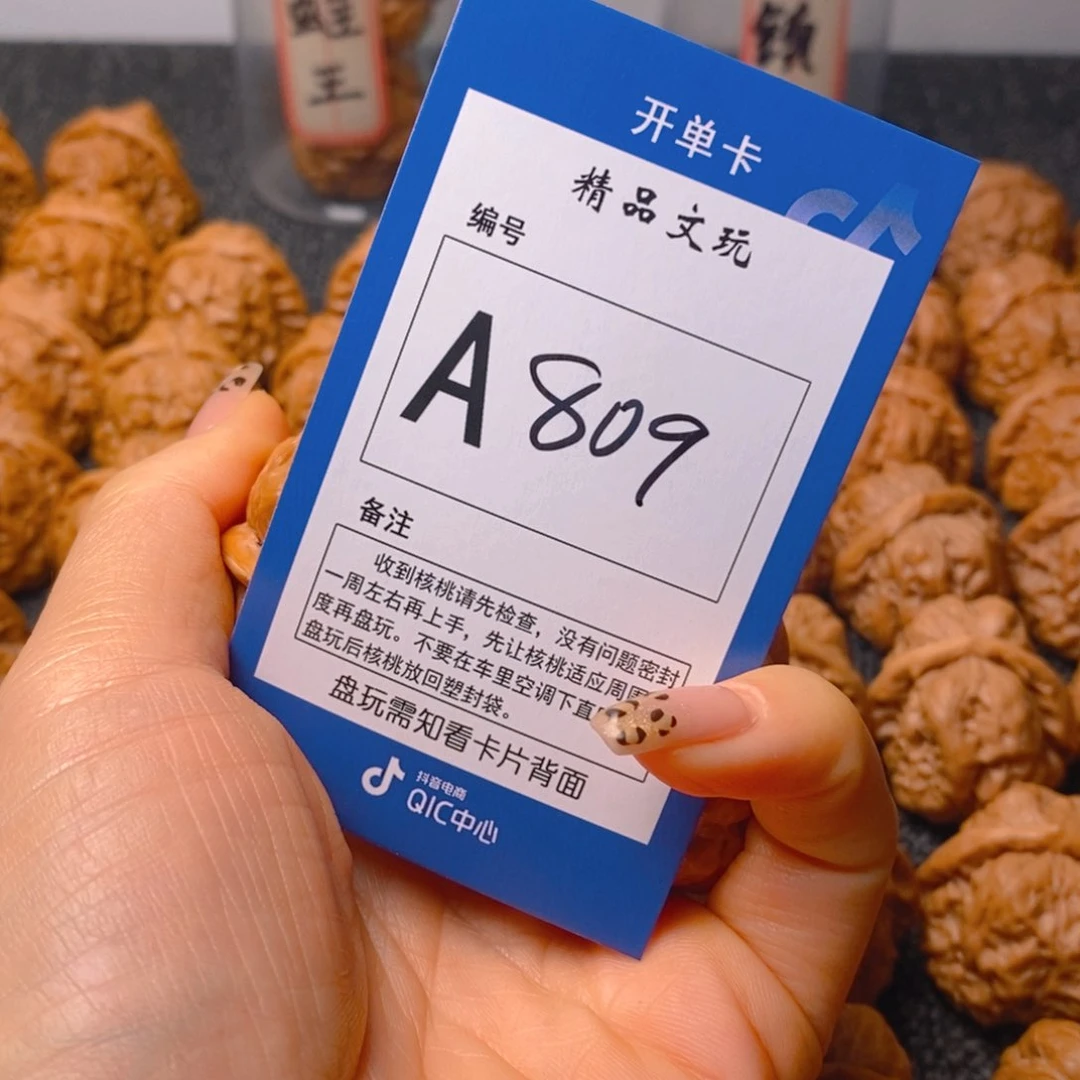 王
开单卡
精品文玩
编号
A809
备注
收到核桃请先检查，没有问题密封
一周左右再上手，先让核桃适应周围
度再盘玩。不要在车里空调下直
盘玩后核桃放回塑封袋。
盘玩需知看卡片背面
抖音电商
QIC中心